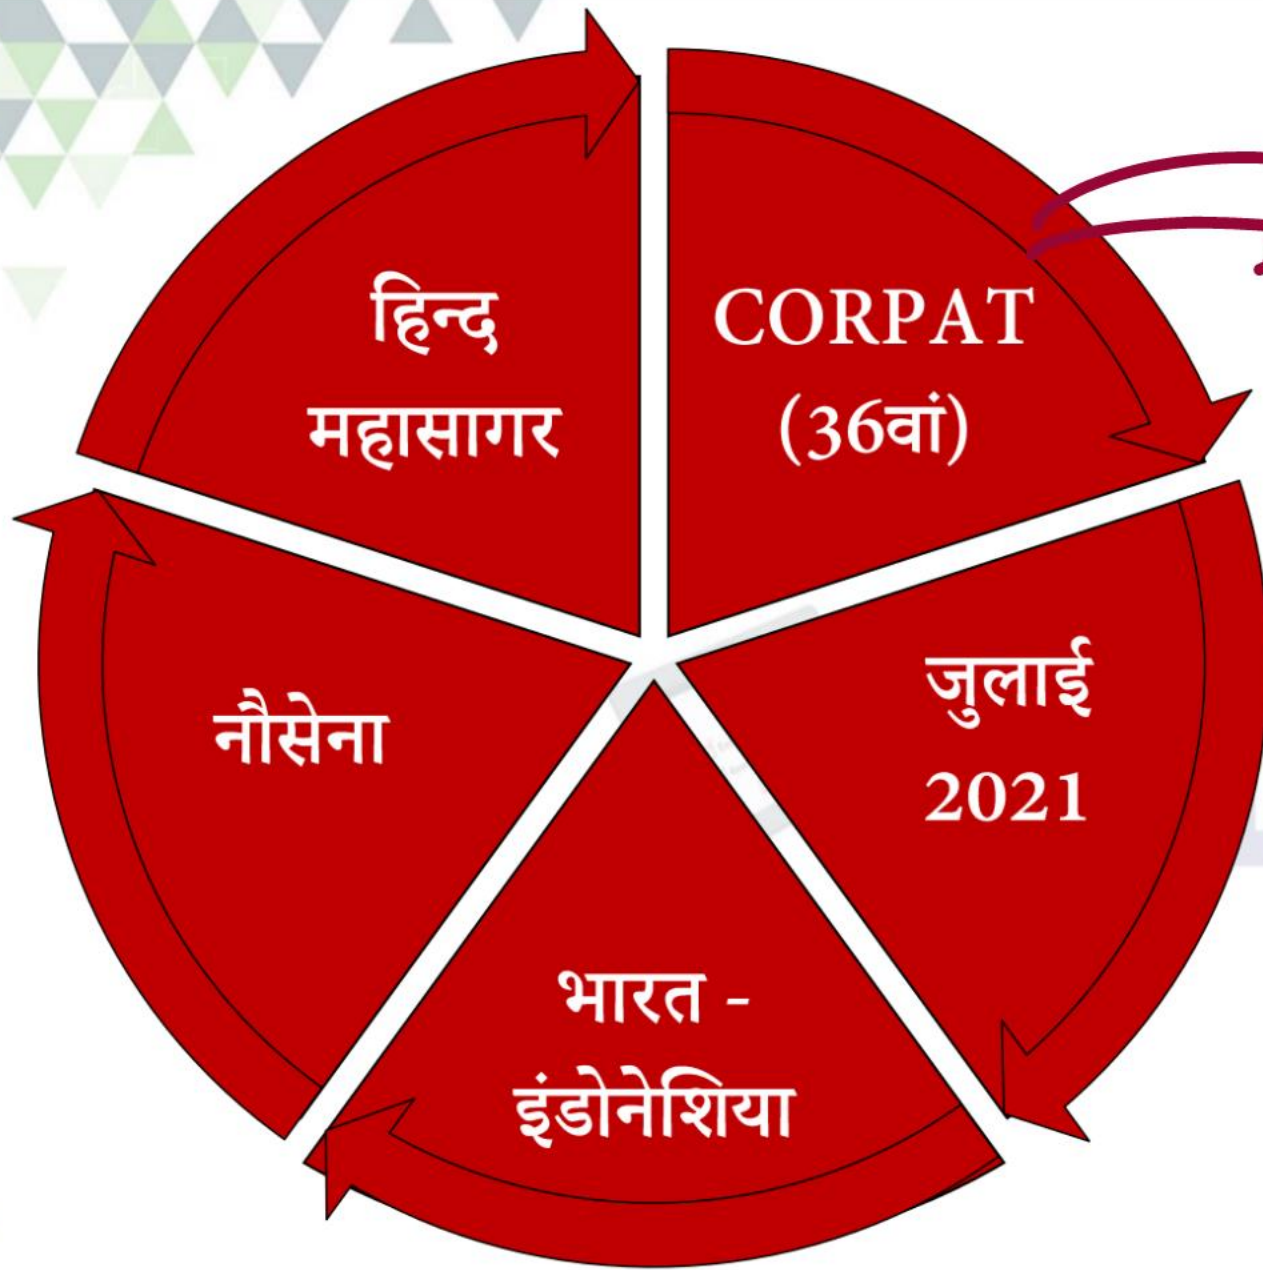 CORPAT
(36वां)
जुलाई
2021
भारत -
इंडोनेशिया
नौसेना
हिन्द
महासागर